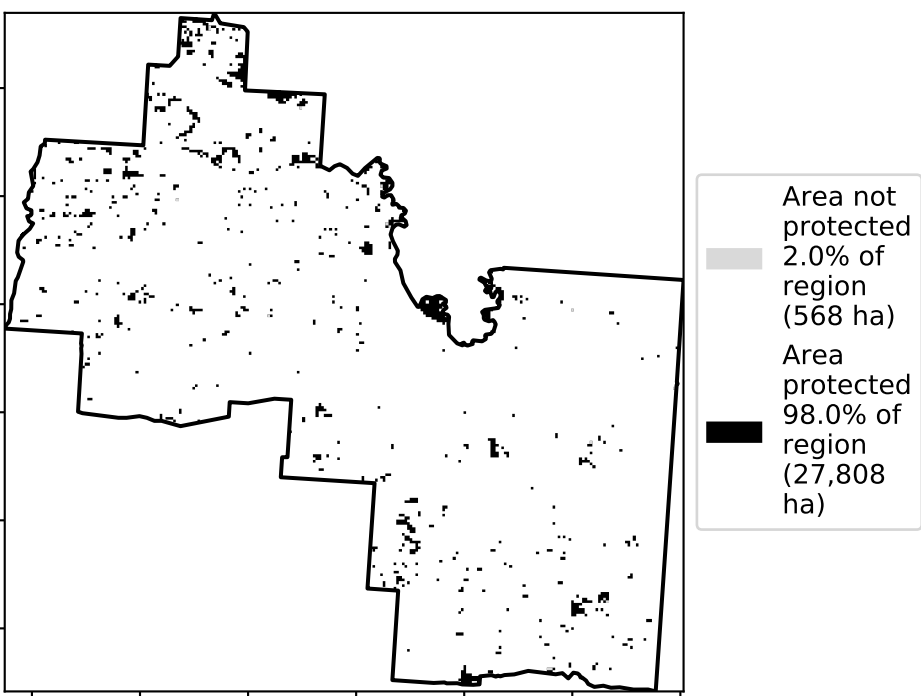 Area not
protected
2.0% of
region
(568 ha)
Area
protected
98.0% of
region
(27,808
ha)